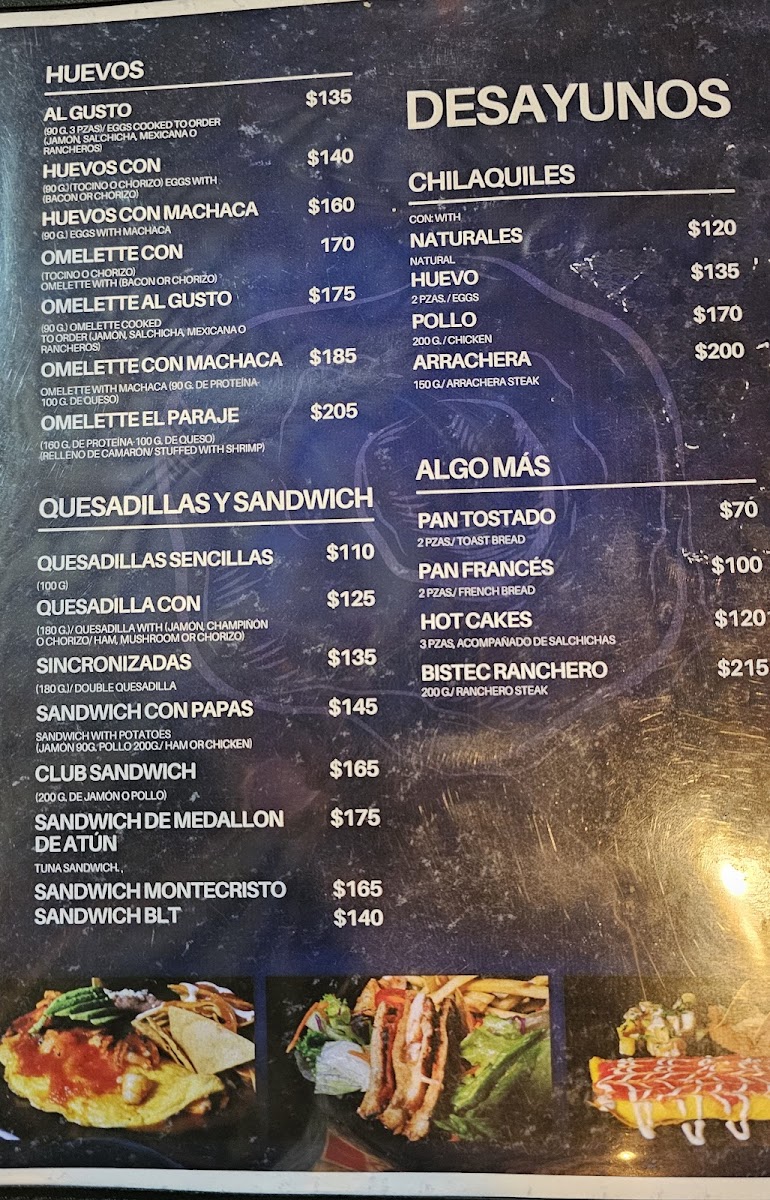 HUEVOS
AL GUSTO $135
(90 G. 3 PZAS)/ EGGS COOKED TO ORDER
(JAMÓN, SALCHICHA, MEXICANA O
RANCHEROS)
HUEVOS CON $140
(90 G.)(TOCINO O CHORIZO) EGGS WITH
(BACON OR CHORIZO)
HUEVOS CON MACHACA $160
(90 G.) EGGS WITH MACHACA
OMELETTE CON 170
(TOCINO O CHORIZO)
OMELETTE WITH (BACON OR CHORIZO)
OMELETTE AL GUSTO $175
(90 G.) OMELETTE COOKED
TO ORDER (JAMÓN, SALCHICHA, MEXICANA O
RANCHEROS)
OMELETTE CON MACHACA $185
OMELETTE WITH MACHACA (90 G. DE PROTEÍNA-
100 G. DE QUESO)
OMELETTE EL PARAJE $205
(160 G. DE PROTEÍNA-100 G. DE QUESO)
(RELLENO DE CAMARÓN/ STUFFED WITH SHRIMP)
QUESADILLAS Y SANDWICH
QUESADILLAS SENCILLAS $110
(100 G)
QUESADILLA CON $125
(180 G.)/ QUESADILLA WITH (JAMÓN, CHAMPIÑÓN
O CHORIZO/ HAM, MUSHROOM OR CHORIZO)
SINCRONIZADAS $135
(180 G.)/ DOUBLE QUESADILLA
SANDWICH CON PAPAS $145
SANDWICH WITH POTATOES
(JAMÓN 90G. POLLO 200G./ HAM OR CHICKEN)
CLUB SANDWICH $165
(200 G. DE JAMÓN O POLLO)
SANDWICH DE MEDALLON $175
DE ATÚN
TUNA SANDWICH.,
SANDWICH MONTECRISTO $165
SANDWICH BLT $140
DESAYUNOS
CHILAQUILES
CON: WITH
NATURALES $120
NATURAL
HUEVO $135
2 PZAS. / EGGS
POLLO $170
200 G. / CHICKEN
ARRACHERA $200
150 G./ ARRACHERA STEAK
ALGO MÁS
PAN TOSTADO $70
2 PZAS./ TOAST BREAD
PAN FRANCÉS $100
2 PZAS./ FRENCH BREAD
HOT CAKES $120
3 PZAS, ACOMPAÑADO DE SALCHICHAS
BISTEC RANCHERO $215
200 G./ RANCHERO STEAK